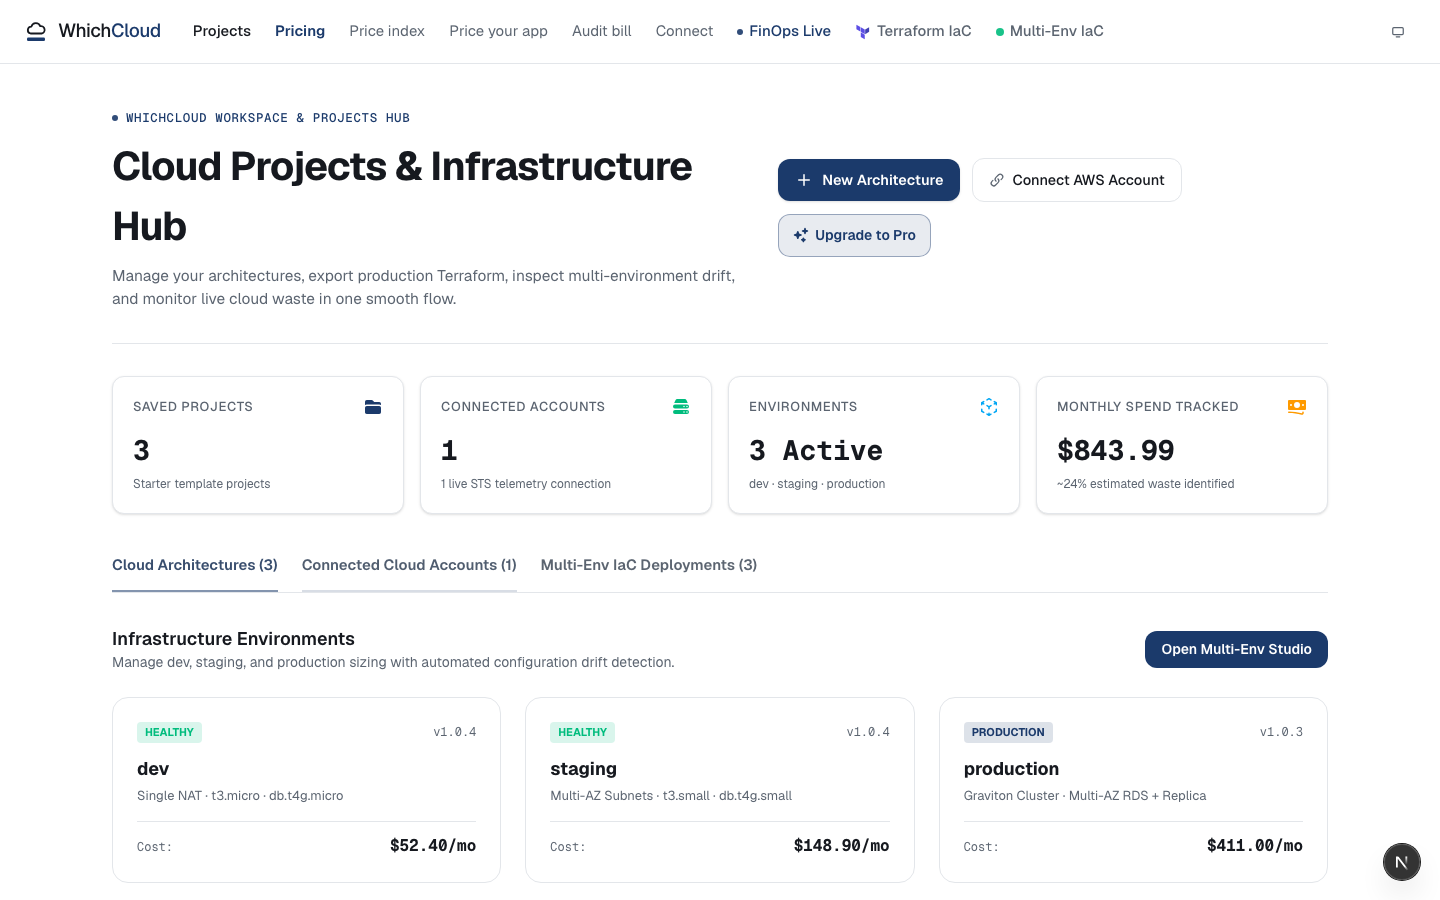 WhichCloud Projects Pricing Price index Price your app Audit bill Connect FinOps Live Terraform IaC Multi-Env IaC
WHICHCLOUD WORKSPACE & PROJECTS HUB
Cloud Projects & Infrastructure
Hub
Manage your architectures, export production Terraform, inspect multi-environment drift,
and monitor live cloud waste in one smooth flow.
New Architecture Connect AWS Account
Upgrade to Pro
SAVED PROJECTS
3
Starter template projects
CONNECTED ACCOUNTS
1
1 live STS telemetry connection
ENVIRONMENTS
3 Active
dev · staging · production
MONTHLY SPEND TRACKED
$843.99
~24% estimated waste identified
Cloud Architectures (3) Connected Cloud Accounts (1) Multi-Env IaC Deployments (3)
Infrastructure Environments
Manage dev, staging, and production sizing with automated configuration drift detection.
Open Multi-Env Studio
HEALTHY v1.0.4
dev
Single NAT · t3.micro · db.t4g.micro
Cost: $52.40/mo
HEALTHY v1.0.4
staging
Multi-AZ Subnets · t3.small · db.t4g.small
Cost: $148.90/mo
PRODUCTION v1.0.3
production
Graviton Cluster · Multi-AZ RDS + Replica
Cost: $411.00/mo
N